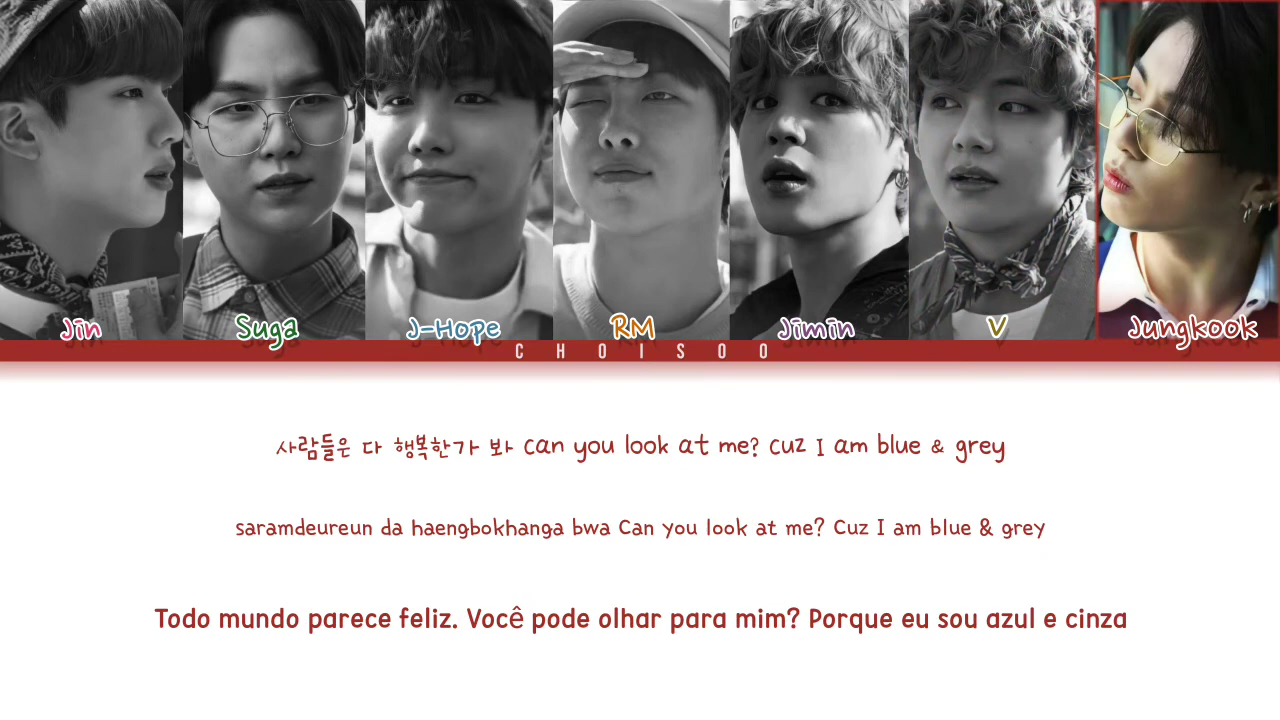 Jin Suga J-Hope RM Jimin V Jungkook
CHOISOO
사람들은 다 행복한가 봐 Can you look at me? Cuz I am blue & grey
saramdeureun da haengbokhanga bwa Can you look at me? Cuz I am blue & grey
Todo mundo parece feliz. Você pode olhar para mim? Porque eu sou azul e cinza